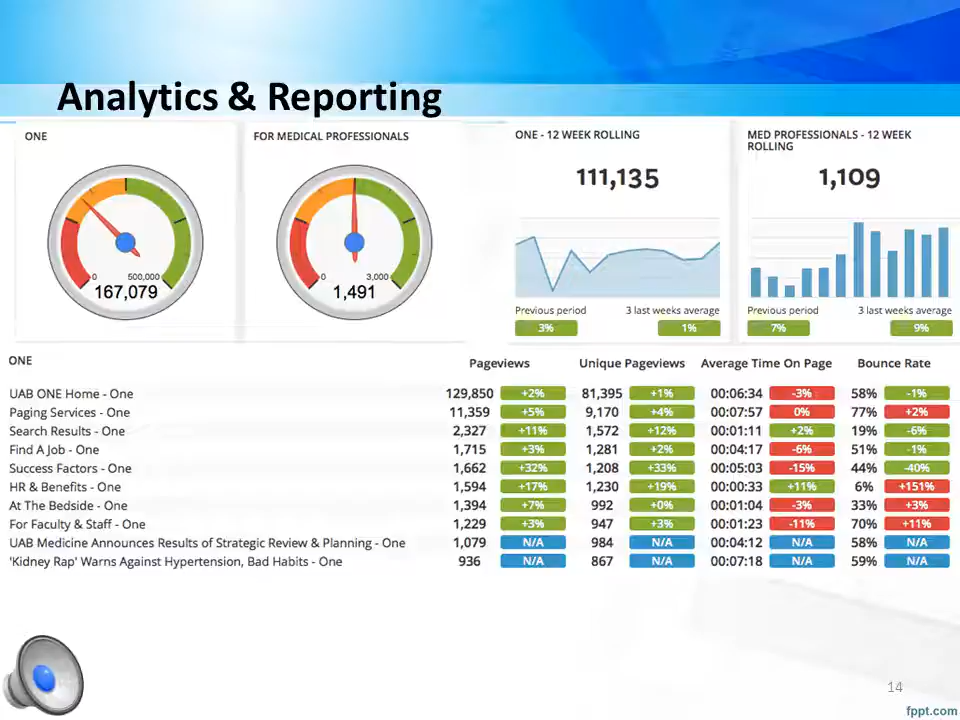 Analytics & Reporting
ONE
FOR MEDICAL PROFESSIONALS
ONE - 12 WEEK ROLLING
MED PROFESSIONALS - 12 WEEK
ROLLING
111,135
1,109
0 500,000
167,079
0 3,000
1,491
Previous period 3 last weeks average
3% 1%
Previous period 3 last weeks average
7% 9%
ONE Pageviews Unique Pageviews Average Time On Page Bounce Rate
UAB ONE Home - One 129,850 +2% 81,395 +1% 00:06:34 -3% 58% -1%
Paging Services - One 11,359 +5% 9,170 +4% 00:07:57 0% 77% +2%
Search Results - One 2,327 +11% 1,572 +12% 00:01:11 +2% 19% -6%
Find A Job - One 1,715 +3% 1,281 +2% 00:04:17 -6% 51% -1%
Success Factors - One 1,662 +32% 1,208 +33% 00:05:03 -15% 44% -40%
HR & Benefits - One 1,594 +17% 1,230 +19% 00:00:33 +11% 6% +151%
At The Bedside - One 1,394 +7% 992 +0% 00:01:04 -3% 33% +3%
For Faculty & Staff - One 1,229 +3% 947 +3% 00:01:23 -11% 70% +11%
UAB Medicine Announces Results of Strategic Review & Planning - One 1,079 N/A 984 N/A 00:04:12 N/A 58% N/A
'Kidney Rap' Warns Against Hypertension, Bad Habits - One 936 N/A 867 N/A 00:07:18 N/A 59% N/A
14
fppt.com